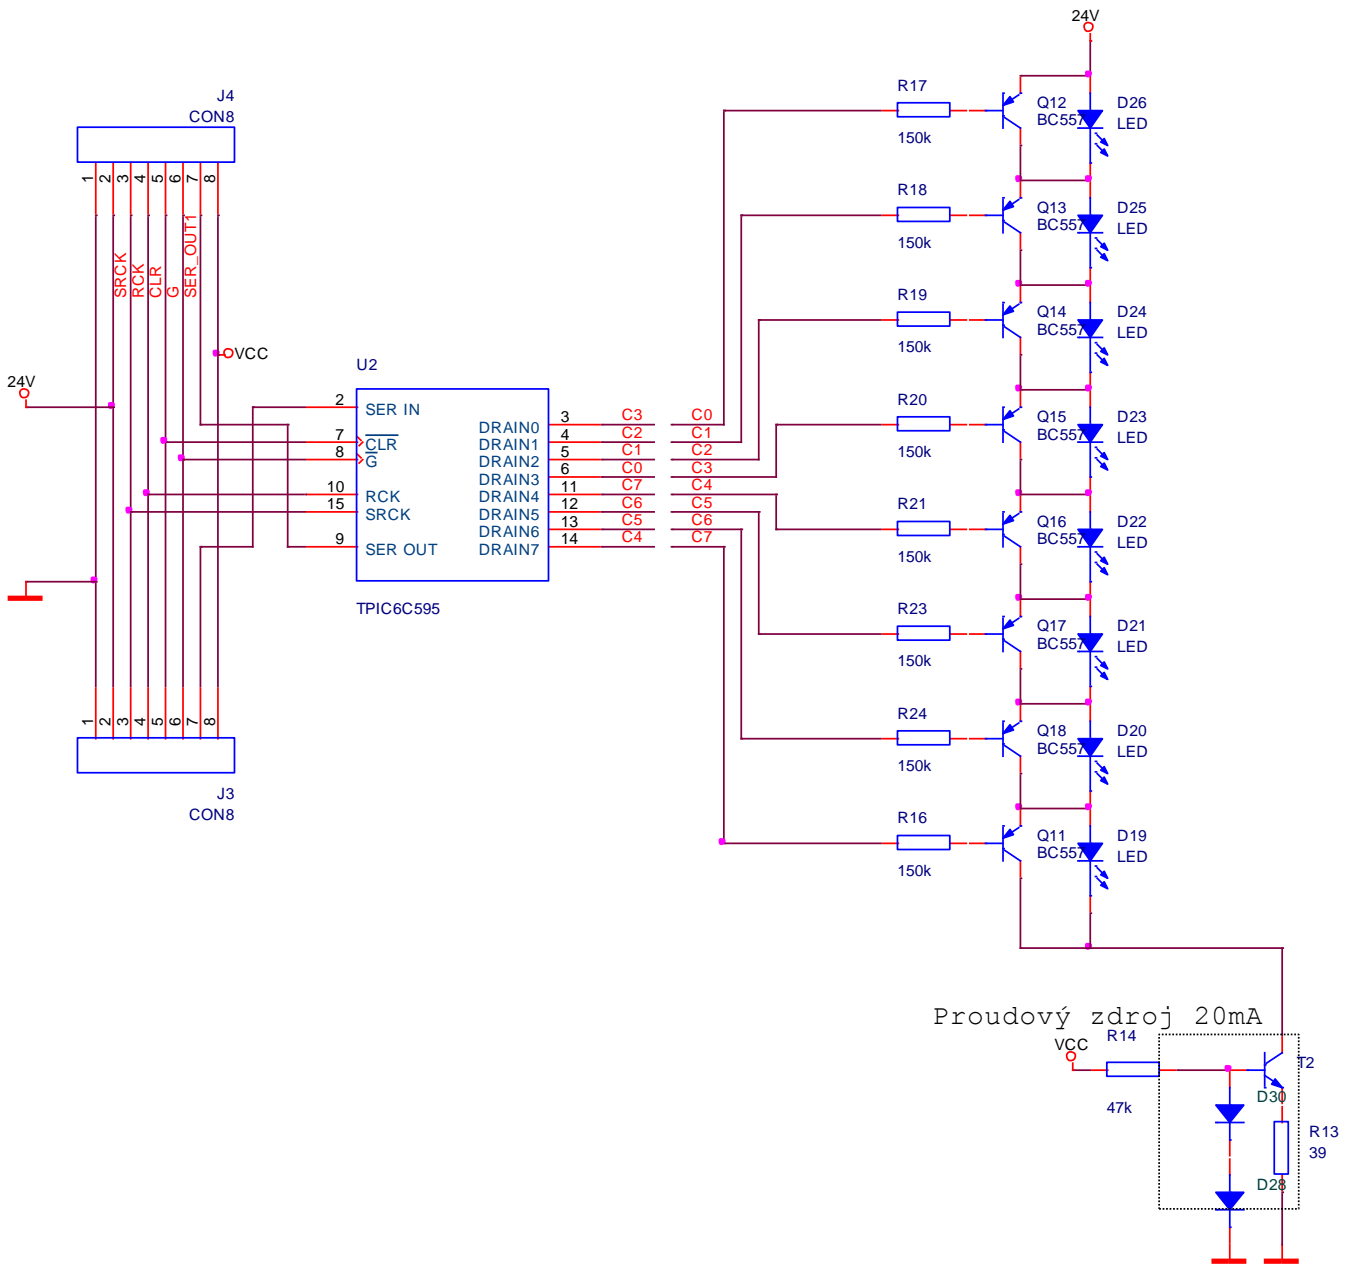 24V
J4
CON8
1
2
3
4
5
6
7
8
SRCK
RCK
CLR
G
SER_OUT1
VCC
24V
U2
2
SER IN
7
CLR
8
G
10
RCK
15
SRCK
9
SER OUT
DRAIN0
3
C3
C0
DRAIN1
4
C2
C1
DRAIN2
5
C1
C2
DRAIN3
6
C0
C3
DRAIN4
11
C7
C4
DRAIN5
12
C6
C5
DRAIN6
13
C5
C6
DRAIN7
14
C4
C7
TPIC6C595
1
2
3
4
5
6
7
8
J3
CON8
R17
150k
Q12
BC557
D26
LED
R18
150k
Q13
BC557
D25
LED
R19
150k
Q14
BC557
D24
LED
R20
150k
Q15
BC557
D23
LED
R21
150k
Q16
BC557
D22
LED
R23
150k
Q17
BC557
D21
LED
R24
150k
Q18
BC557
D20
LED
R16
150k
Q11
BC557
D19
LED
Proudový zdroj 20mA
VCC
R14
47k
T2
D30
R13
39
D28